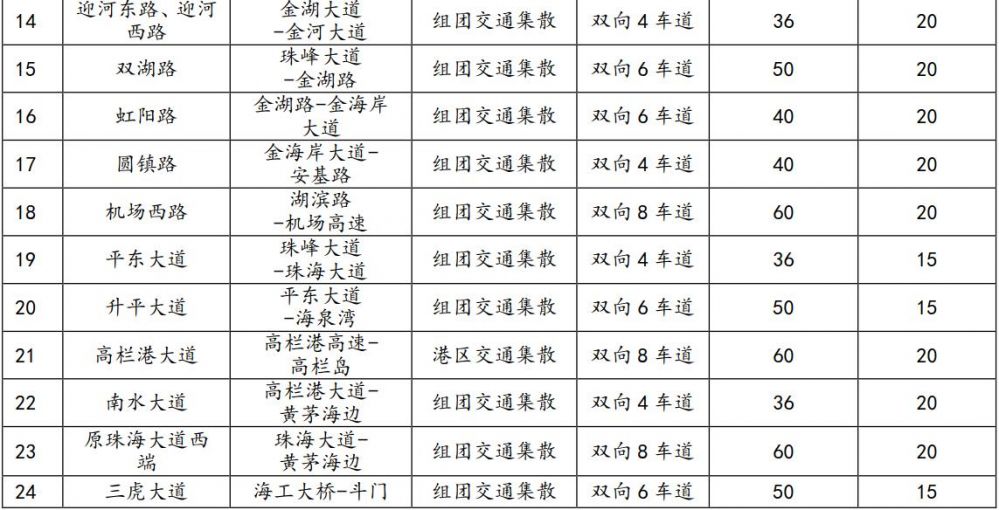 14 迎河东路、迎河西路 金湖大道-金河大道 组团交通集散 双向 4 车道 36 20
15 双湖路 珠峰大道-金湖路 组团交通集散 双向 6 车道 50 20
16 虹阳路 金湖路-金海岸大道 组团交通集散 双向 6 车道 40 20
17 圆镇路 金海岸大道-安基路 组团交通集散 双向 4 车道 40 20
18 机场西路 湖滨路-机场高速 组团交通集散 双向 8 车道 60 20
19 平东大道 珠峰大道-珠海大道 组团交通集散 双向 4 车道 36 15
20 升平大道 平东大道-海泉湾 组团交通集散 双向 6 车道 50 15
21 高栏港大道 高栏港高速-高栏岛 港区交通集散 双向 8 车道 60 20
22 南水大道 高栏港大道-黄茅海边 组团交通集散 双向 4 车道 36 20
23 原珠海大道西端 珠海大道-黄茅海边 组团交通集散 双向 8 车道 60 20
24 三虎大道 海工大桥-斗门 组团交通集散 双向 6 车道 50 15